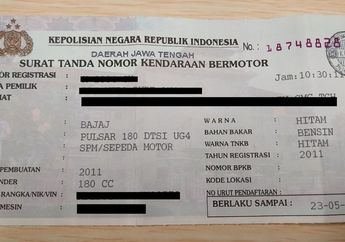 KEPOLISIAN NEGARA REPUBLIK INDONESIA
DAERAH JAWA TENGAH No.: 18748828
SURAT TANDA NOMOR KENDARAAN BERMOTOR
MOR REGISTRASI : Jam:10:30:11
A PEMILIK :
MAT :
: BAJAJ WARNA : HITAM
: PULSAR 180 DTSI UG4 BAHAN BAKAR : BENSIN
: SPM/SEPEDA MOTOR WARNA TNKB : HITAM
TAHUN REGISTRASI : 2011
PEMBUATAN : 2011 NOMOR BPKB :
NDER : 180 CC KODE LOKASI :
RANGKA/NIK/VIN : NO URUT PENDAFTARAN :
MESIN : BERLAKU SAMPAI : 23-05-